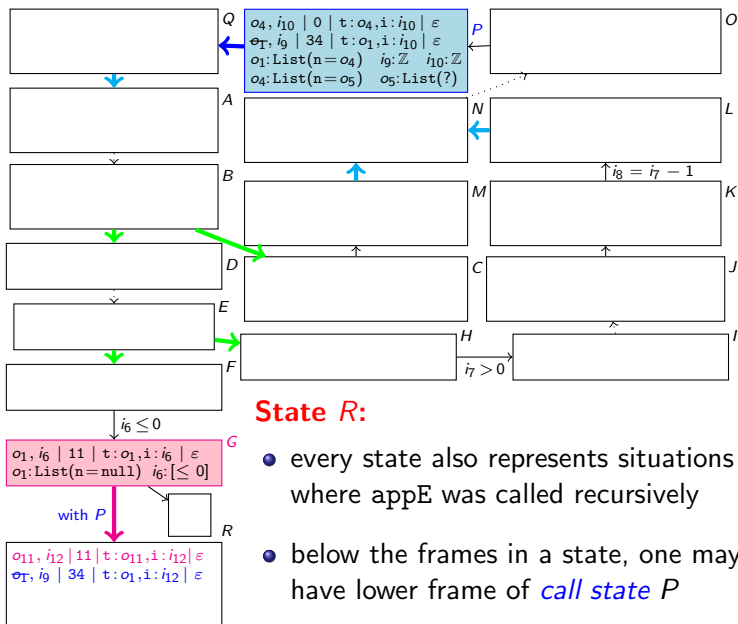 Q
o₄, i₁₀ | 0 | t:o₄,i:i₁₀| ε
o₁, i₉ | 34 | t:o₁,i:i₁₀| ε
o₁:List(n=o₄) i₉:ℤ i₁₀:ℤ
o₄:List(n=o₅) o₅:List(?)
P
O
A
N
L
B
i₈ = i₇ − 1
M
K
D
C
J
E
H
I
F
i₇ > 0
i₆ ≤ 0
State R:
G
o₁, i₆ | 11 | t:o₁,i:i₆ | ε
o₁:List(n=null) i₆:[≤ 0]
every state also represents situations
where appE was called recursively
with P
R
o₁₁, i₁₂ | 11| t:o₁₁,i:i₁₂| ε
o₁, i₉ | 34 | t:o₁,i:i₁₂| ε
below the frames in a state, one may
have lower frame of call state P